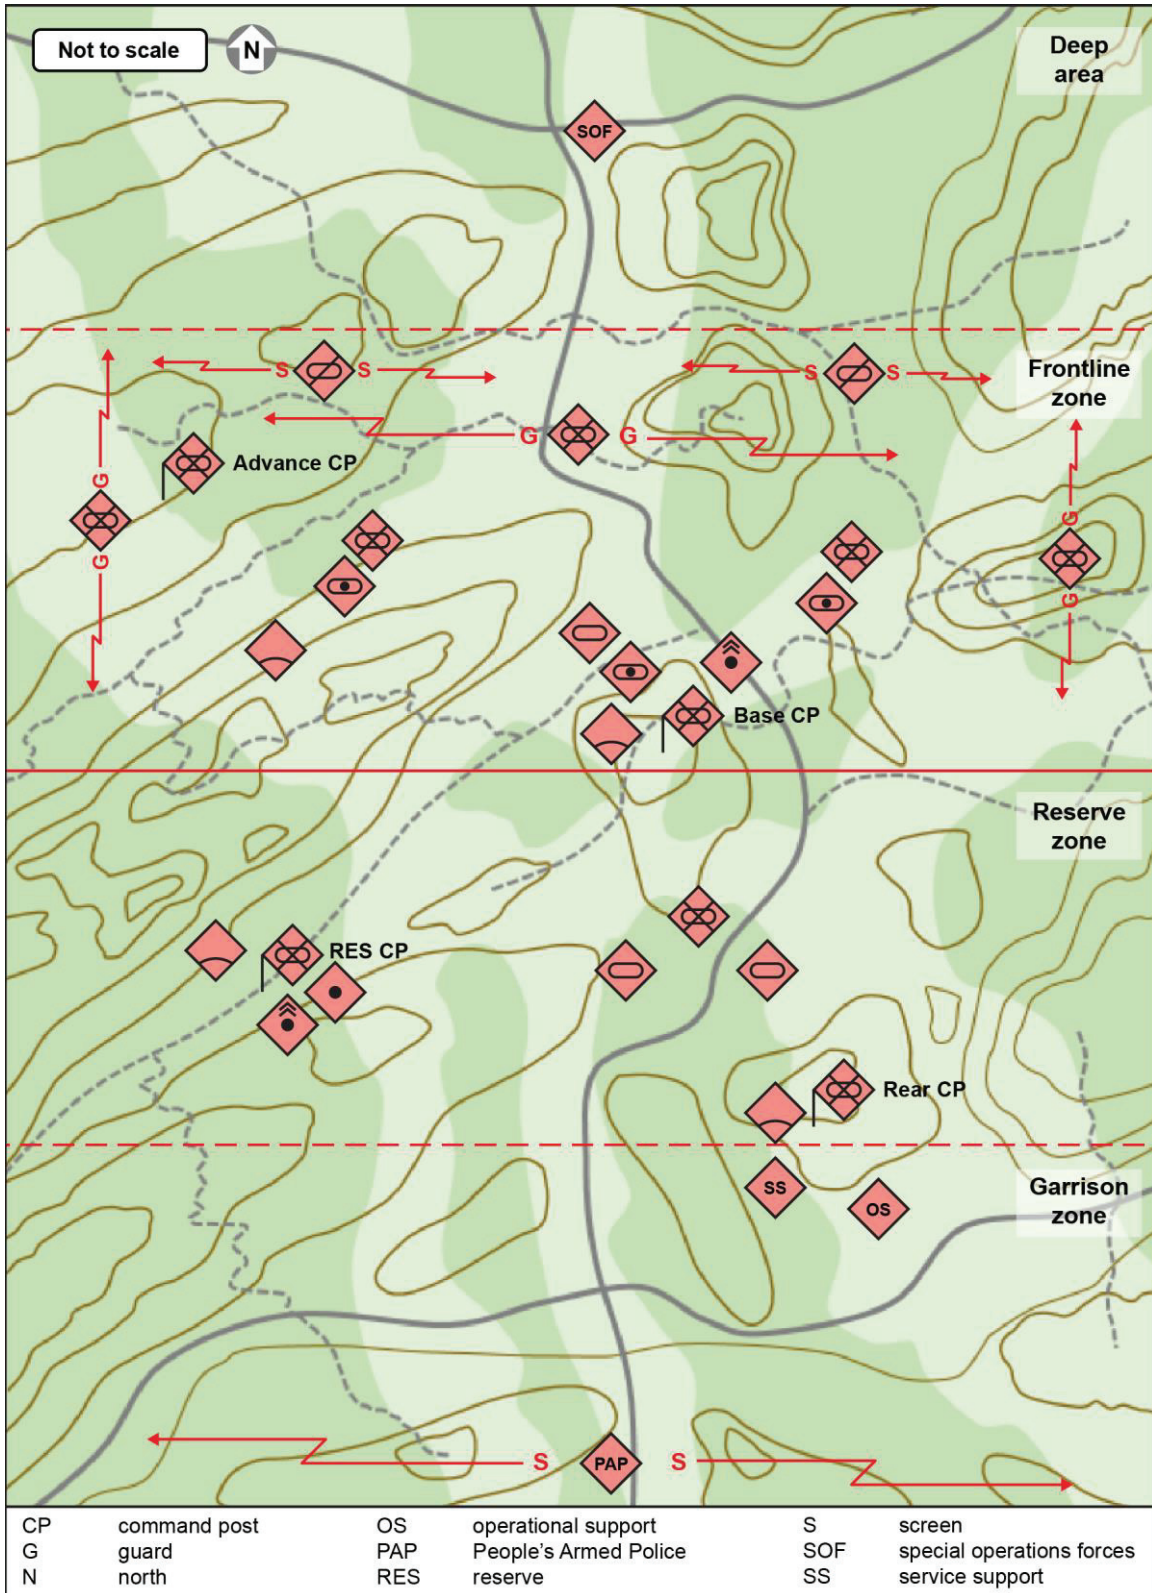 Not to scale
N
Deep
area
SOF
Frontline
zone
S S
S S
G G
Advance CP
G
G
G
G
Base CP
Reserve
zone
RES CP
Rear CP
SS
OS
Garrison
zone
S PAP S
CP command post OS operational support S screen
G guard PAP People's Armed Police SOF special operations forces
N north RES reserve SS service support